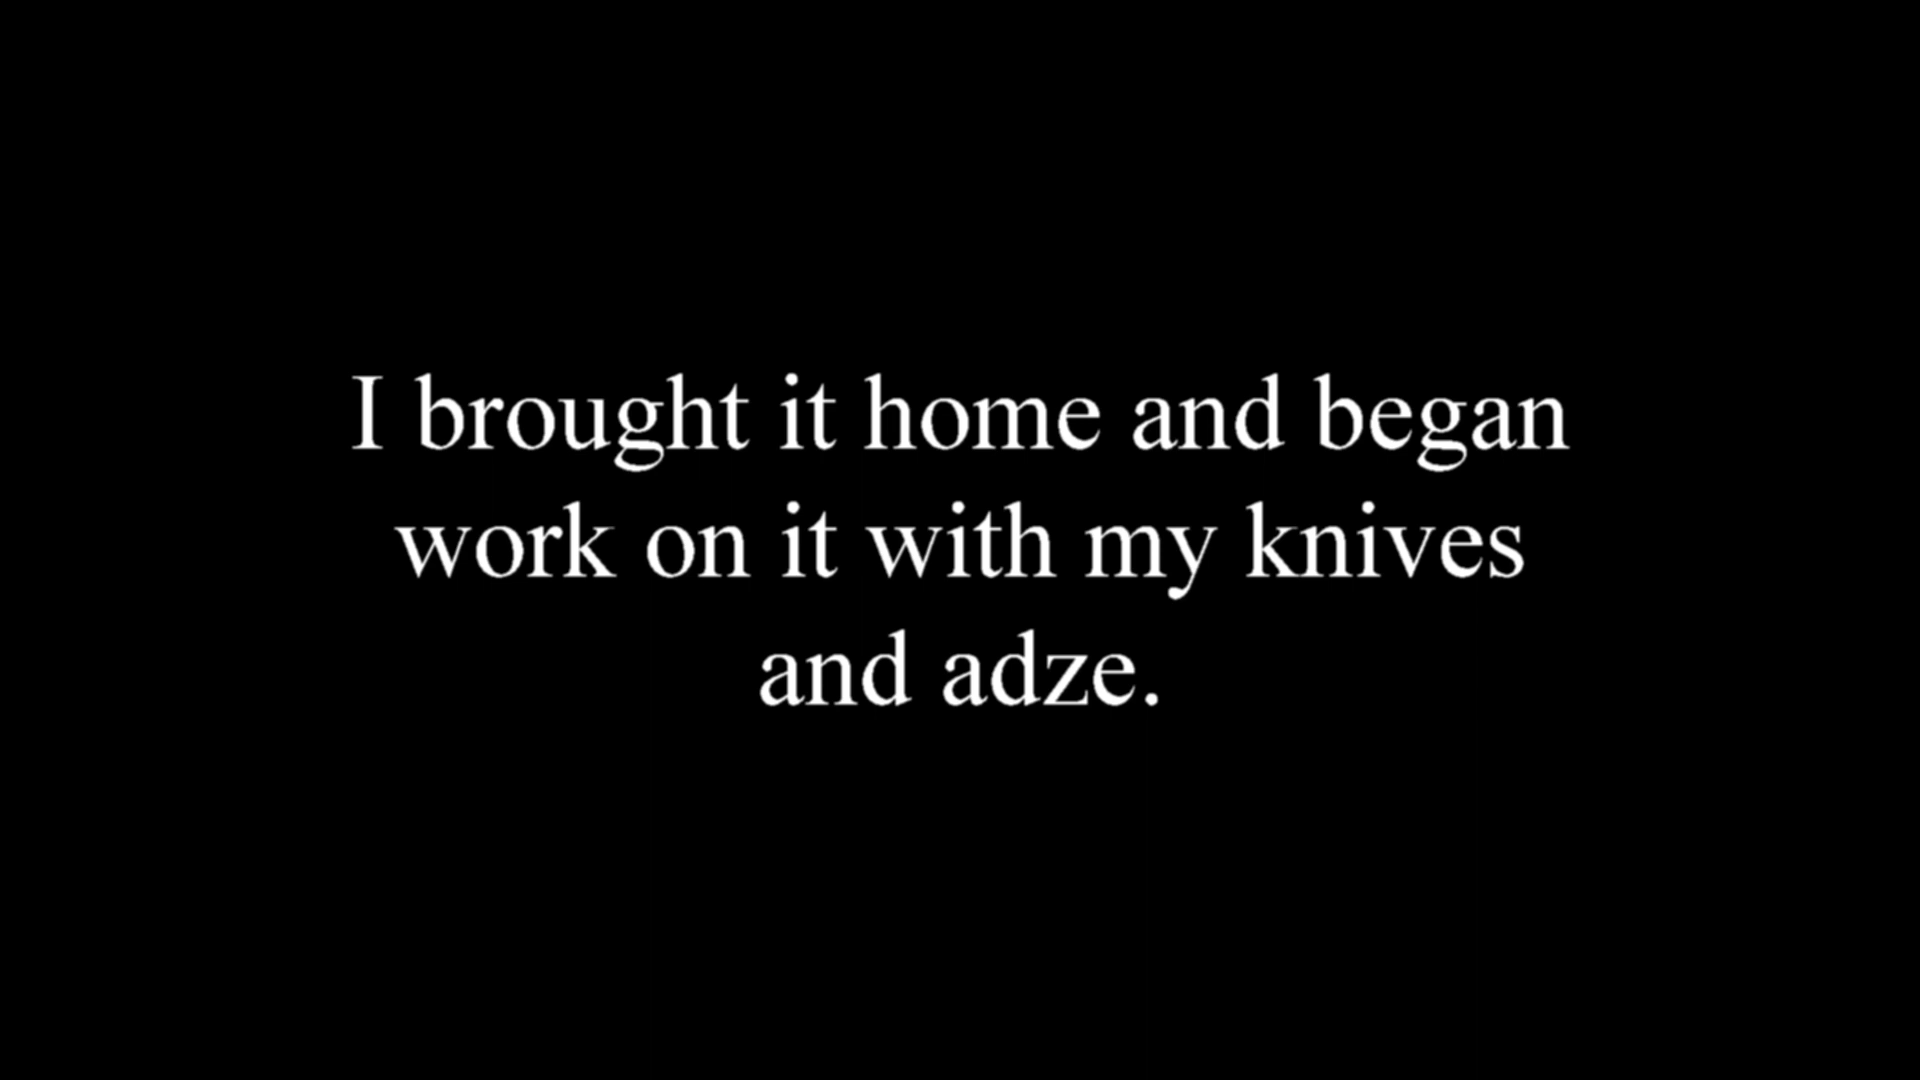 I brought it home and began
work on it with my knives
and adze.